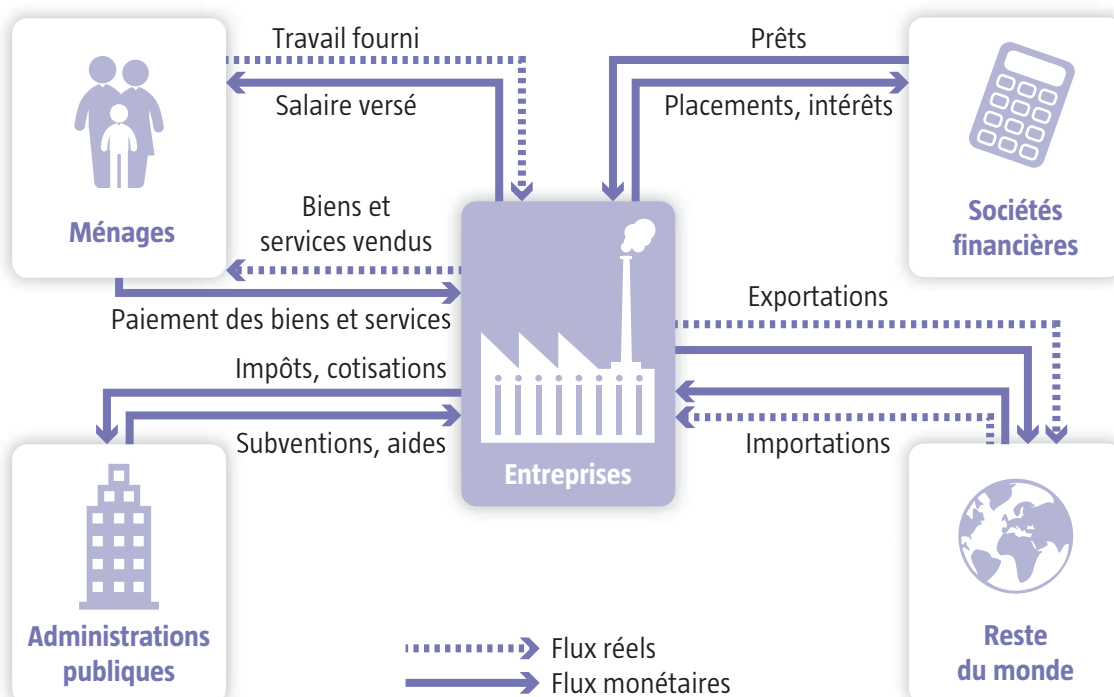 Travail fourni
Salaire versé
Ménages
Biens et
services vendus
Paiement des biens et services
Prêts
Placements, intérêts
Sociétés
financières
Impôts, cotisations
Subventions, aides
Entreprises
Exportations
Importations
Administrations
publiques
Reste
du monde
Flux réels
Flux monétaires